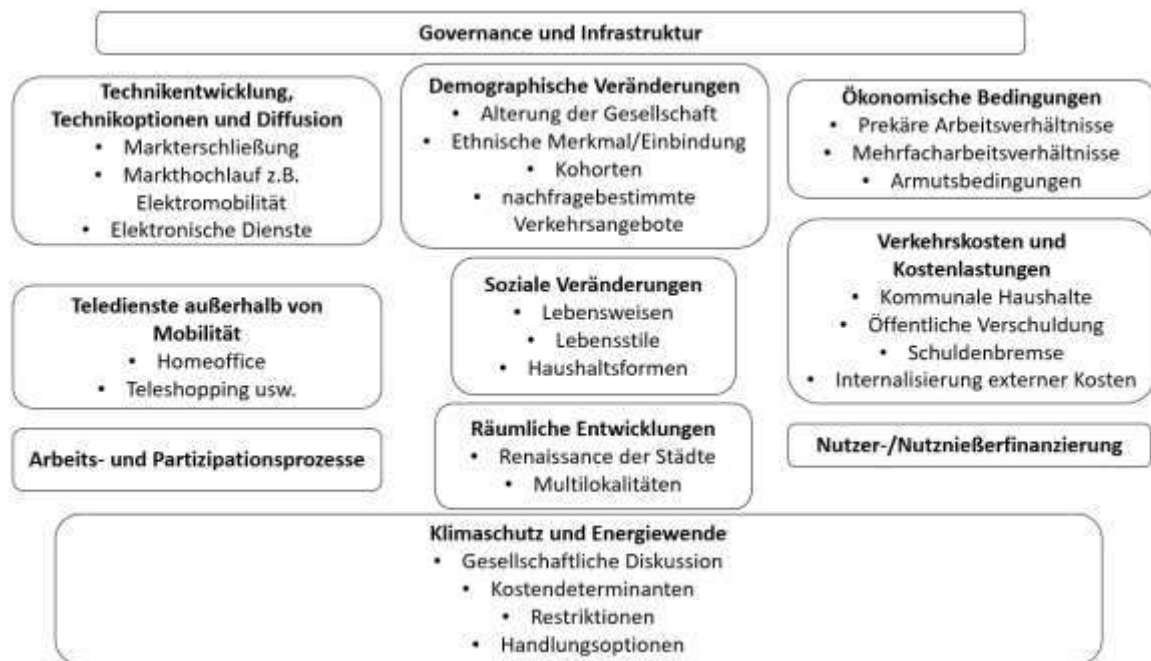 Governance und Infrastruktur
Technikentwicklung,
Technikoptionen und Diffusion
• Markterschließung
• Markthochlauf z.B.
Elektromobilität
• Elektronische Dienste
Teledienste außerhalb von
Mobilität
• Homeoffice
• Teleshopping usw.
Arbeits- und Partizipationsprozesse
Demographische Veränderungen
• Alterung der Gesellschaft
• Ethnische Merkmal/Einbindung
• Kohorten
• nachfragebestimmte
Verkehrsangebote
Soziale Veränderungen
• Lebensweisen
• Lebensstile
• Haushaltsformen
Räumliche Entwicklungen
• Renaissance der Städte
• Multilokalitäten
Ökonomische Bedingungen
• Prekäre Arbeitsverhältnisse
• Mehrfacharbeitsverhältnisse
• Armutsbedingungen
Verkehrskosten und
Kostenlastungen
• Kommunale Haushalte
• Öffentliche Verschuldung
• Schuldenbremse
• Internalisierung externer Kosten
Nutzer-/Nutznießerfinanzierung
Klimaschutz und Energiewende
• Gesellschaftliche Diskussion
• Kostendeterminanten
• Restriktionen
• Handlungsoptionen